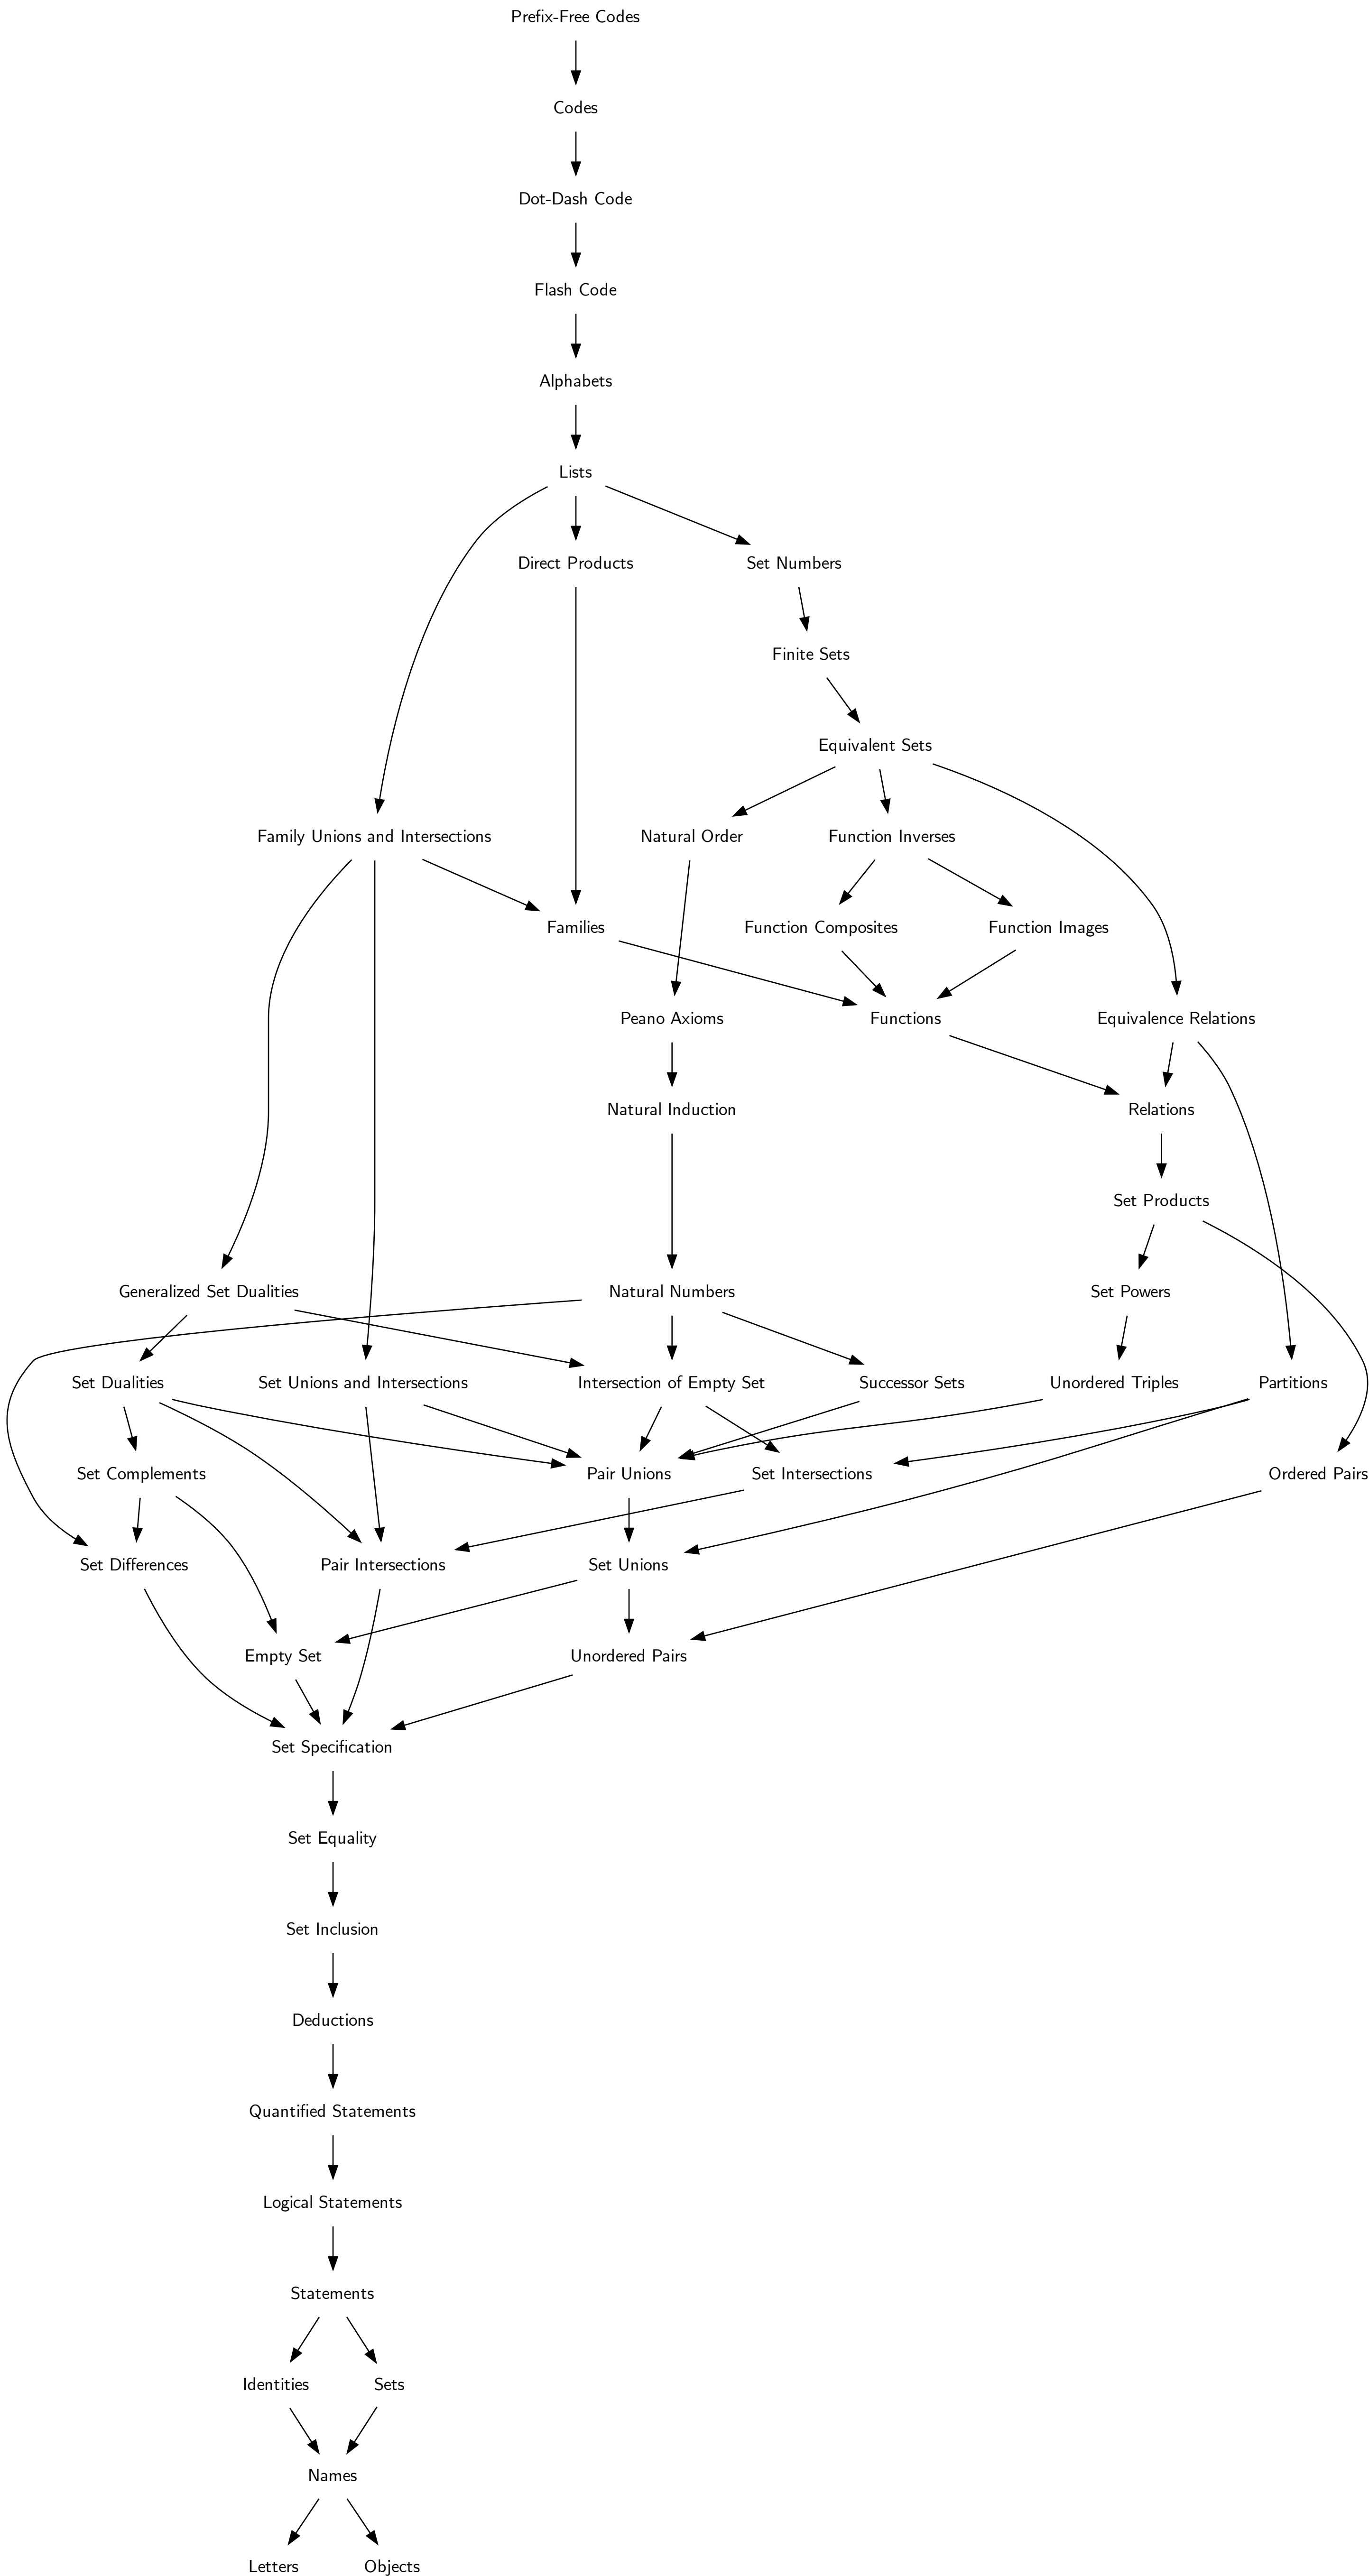 Prefix-Free Codes
Codes
Dot-Dash Code
Flash Code
Alphabets
Lists
Direct Products
Set Numbers
Finite Sets
Equivalent Sets
Family Unions and Intersections
Natural Order
Function Inverses
Families
Function Composites
Function Images
Peano Axioms
Functions
Equivalence Relations
Natural Induction
Relations
Set Products
Generalized Set Dualities
Natural Numbers
Set Powers
Set Dualities
Set Unions and Intersections
Intersection of Empty Set
Successor Sets
Unordered Triples
Partitions
Set Complements
Pair Unions
Set Intersections
Ordered Pairs
Set Differences
Pair Intersections
Set Unions
Empty Set
Unordered Pairs
Set Specification
Set Equality
Set Inclusion
Deductions
Quantified Statements
Logical Statements
Statements
Identities
Sets
Names
Letters
Objects